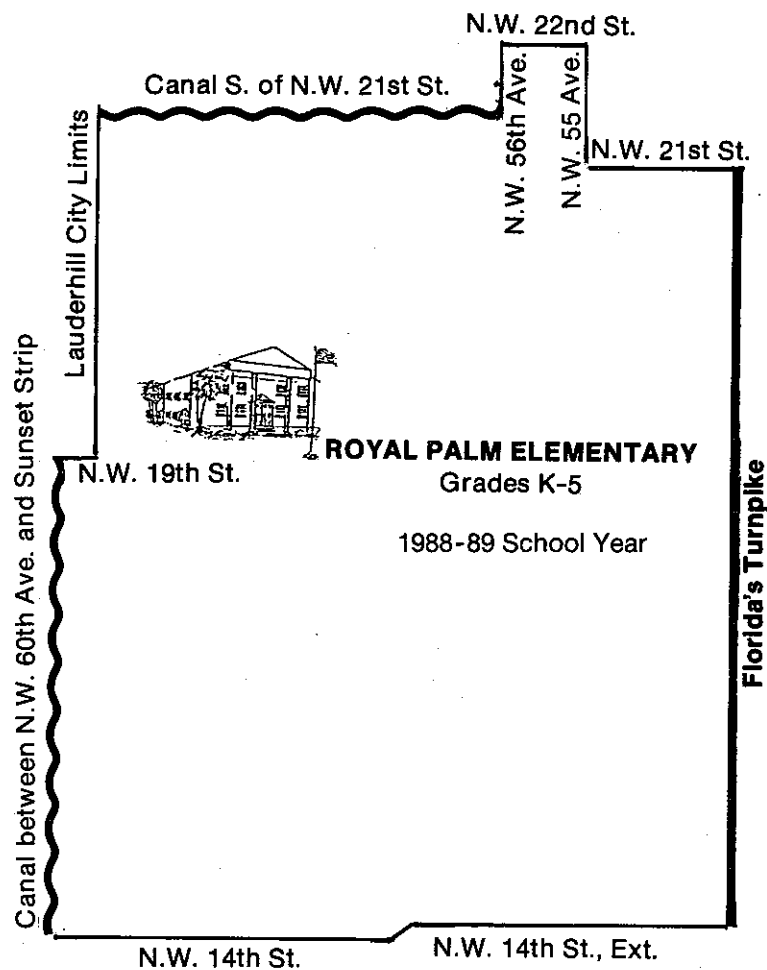 N.W. 22nd St.
Canal S. of N.W. 21st St.
N.W. 56th Ave.
N.W. 55 Ave.
N.W. 21st St.
Lauderhill City Limits
Canal between N.W. 60th Ave. and Sunset Strip
N.W. 19th St.
ROYAL PALM ELEMENTARY
Grades K-5
1988-89 School Year
Florida's Turnpike
N.W. 14th St.
N.W. 14th St., Ext.